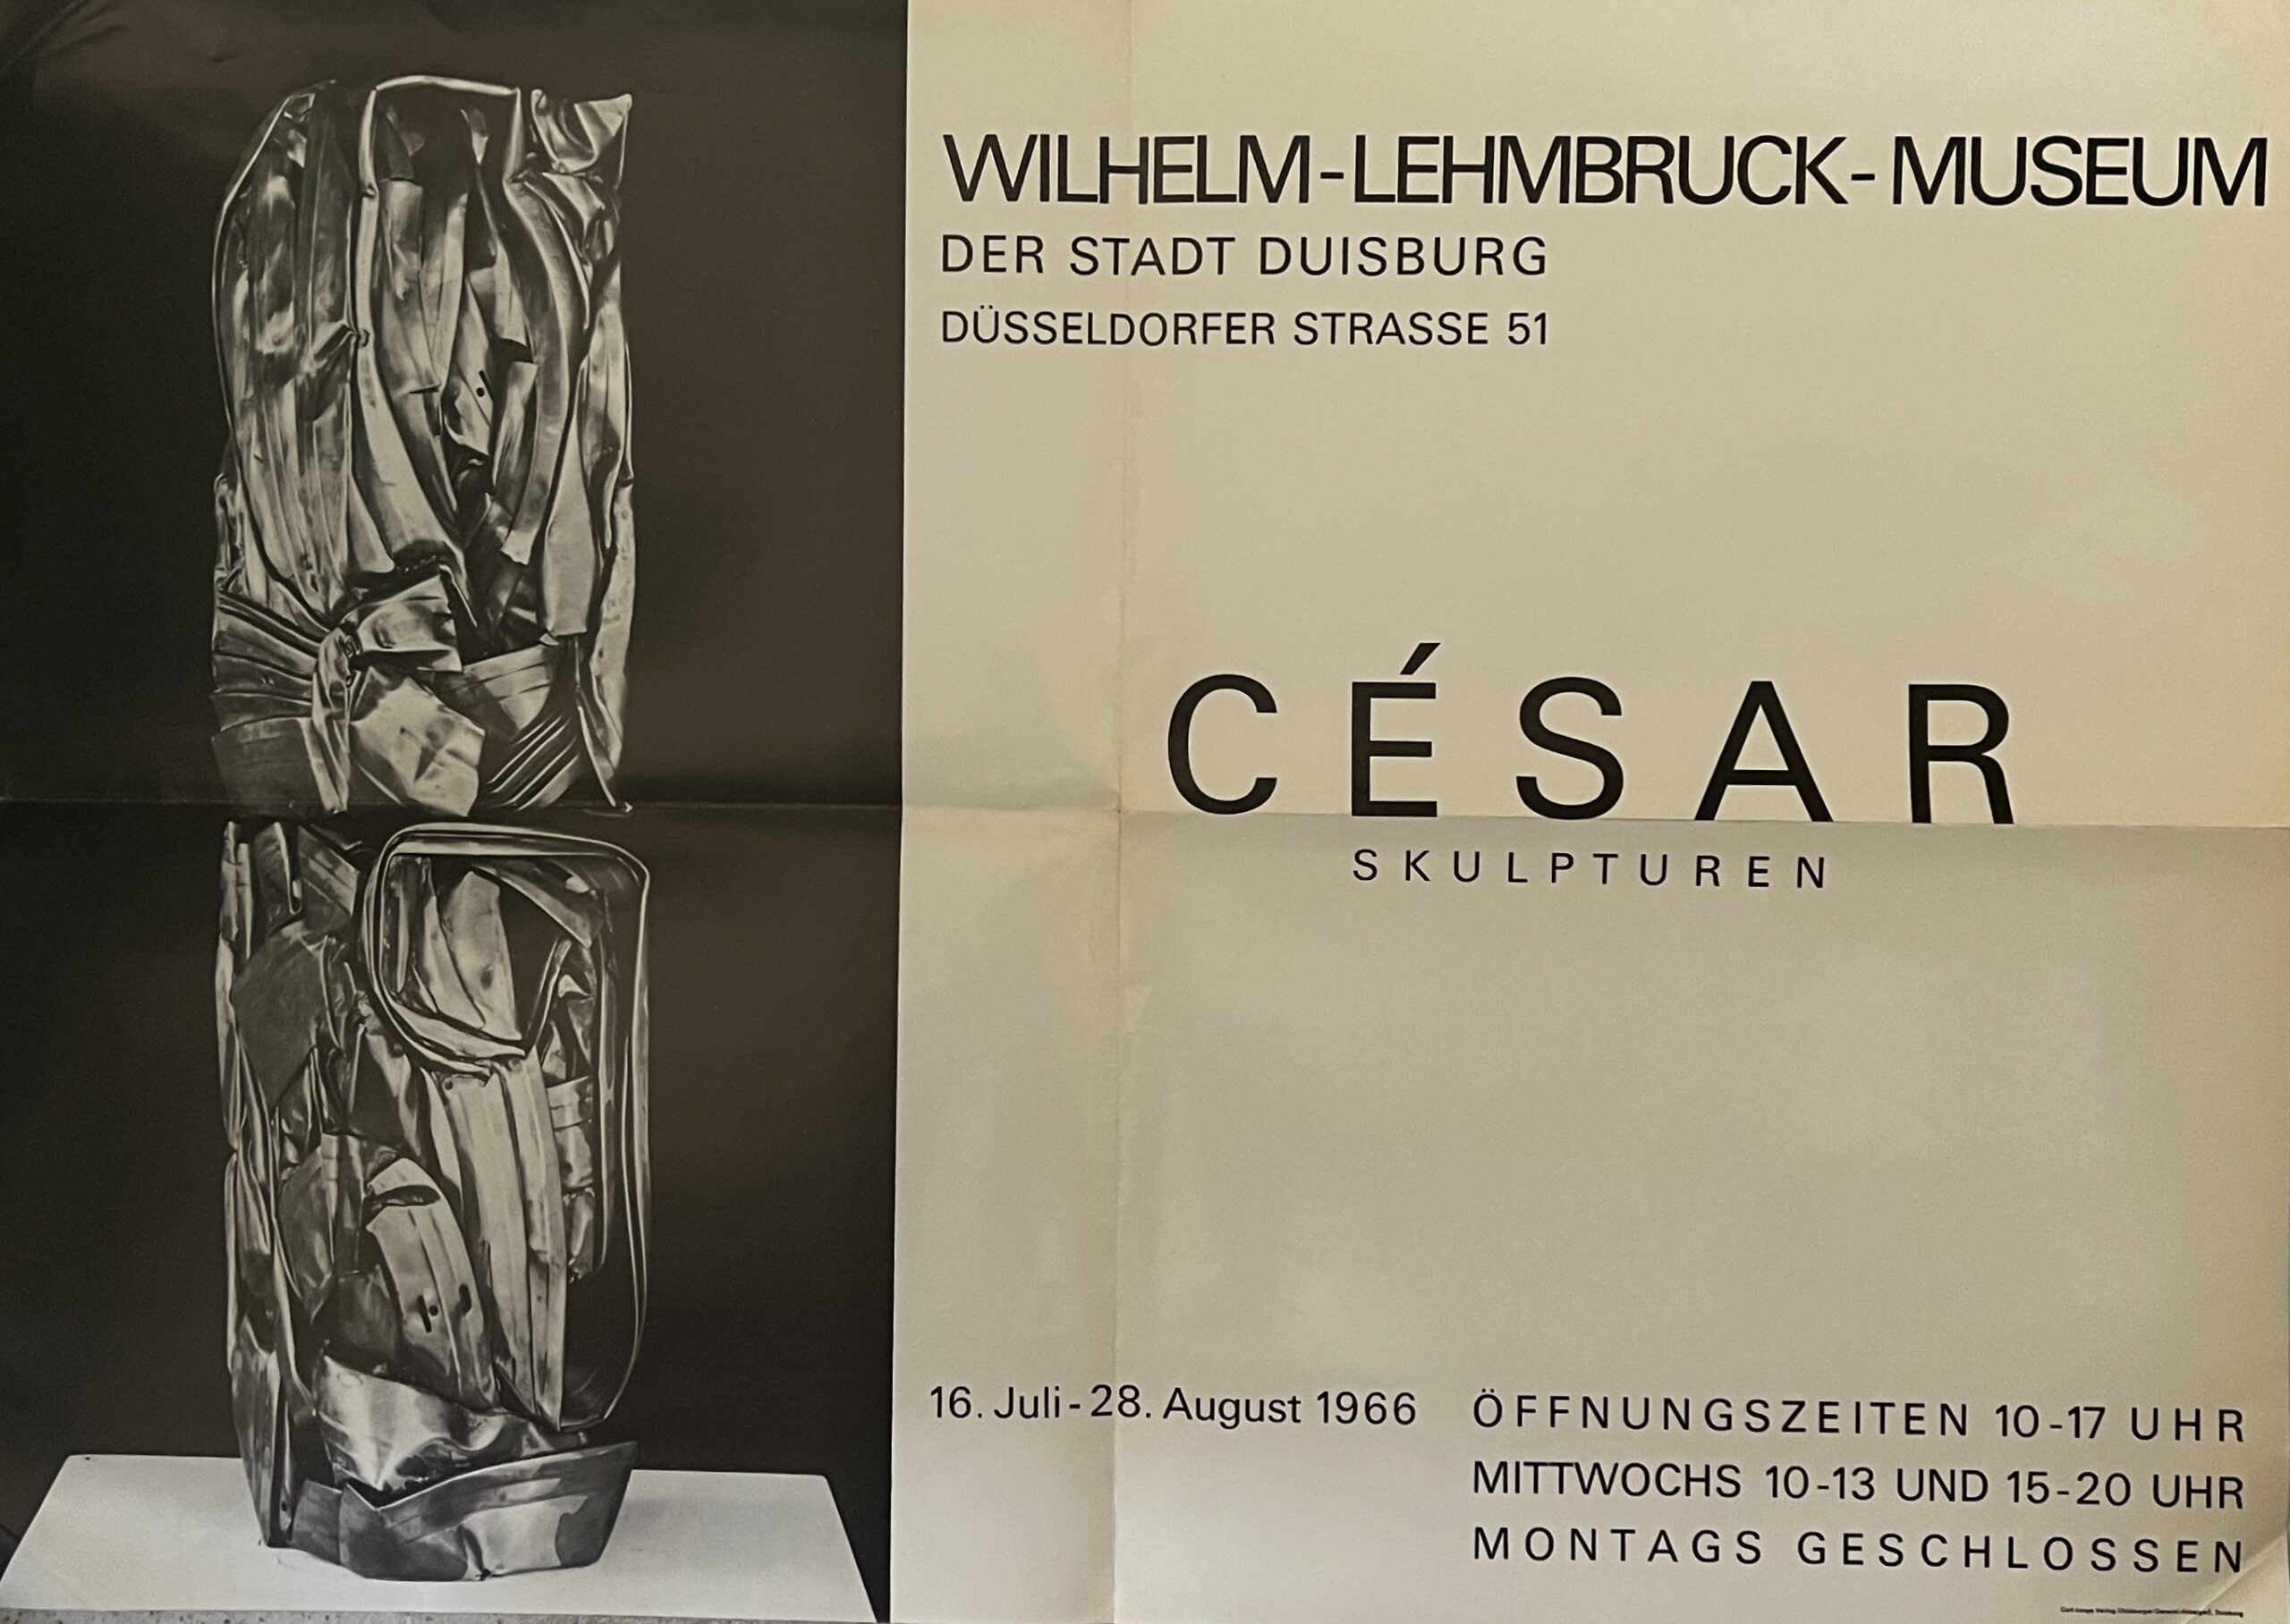 WILHELM-LEHMBRUCK-MUSEUM
DER STADT DUISBURG
DÜSSELDORFER STRASSE 51
CÉSAR
SKULPTUREN
16. Juli-28. August 1966
ÖFFNUNGSZEITEN 10-17 UHR
MITTWOCHS 10-13 UND 15-20 UHR
MONTAGS GESCHLOSSEN